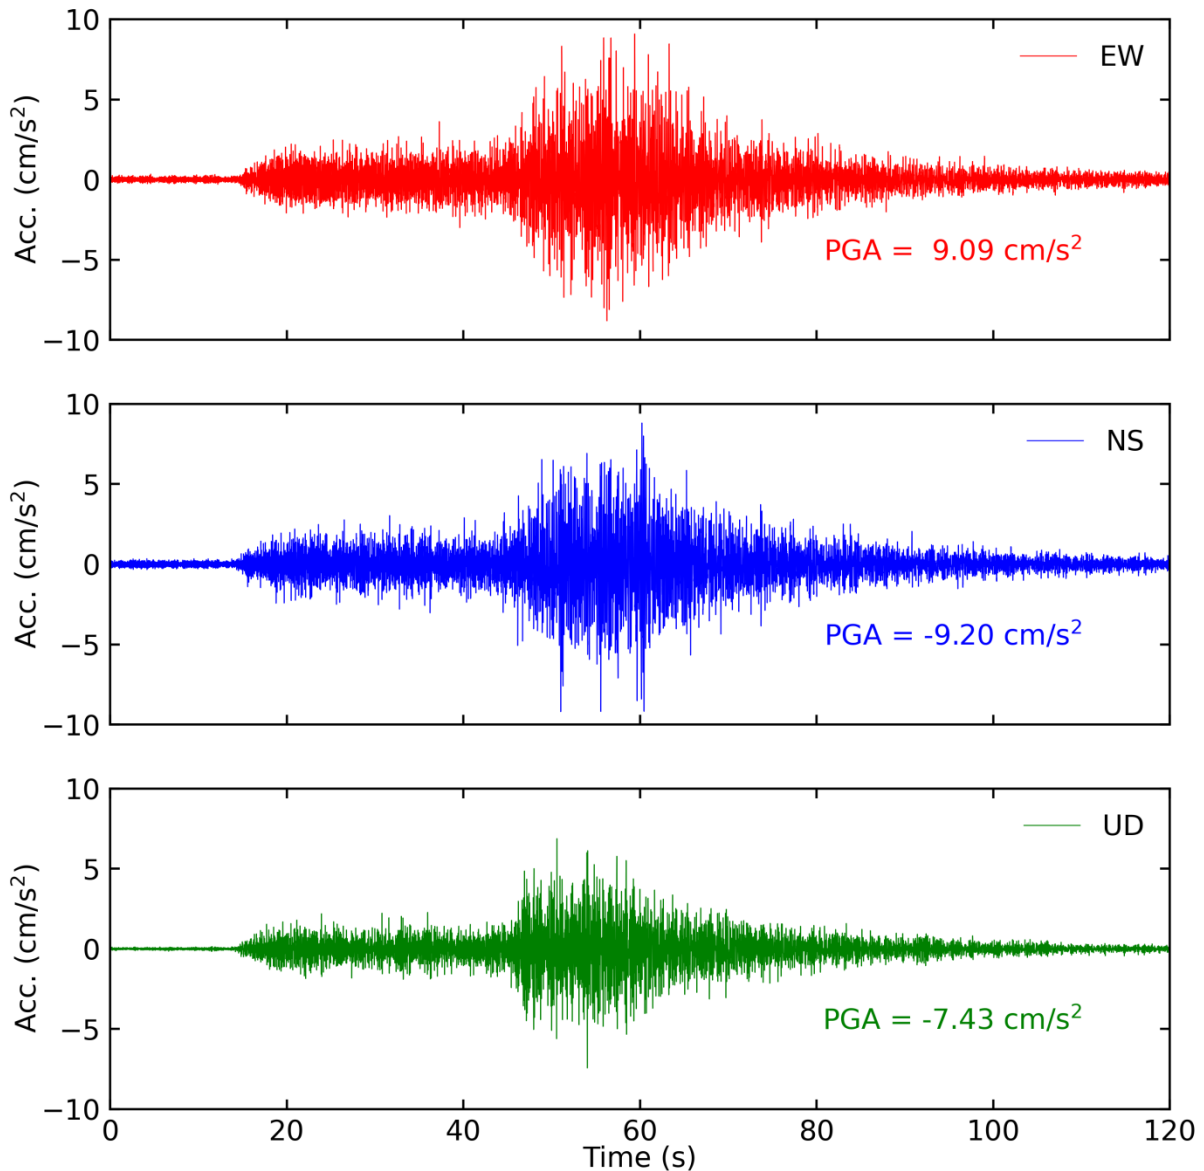 10
5
0
−5
−10
Acc. (cm/s²)
EW
PGA =  9.09 cm/s²
10
5
0
−5
−10
Acc. (cm/s²)
NS
PGA = -9.20 cm/s²
10
5
0
−5
−10
Acc. (cm/s²)
UD
PGA = -7.43 cm/s²
0 20 40 60 80 100 120
Time (s)